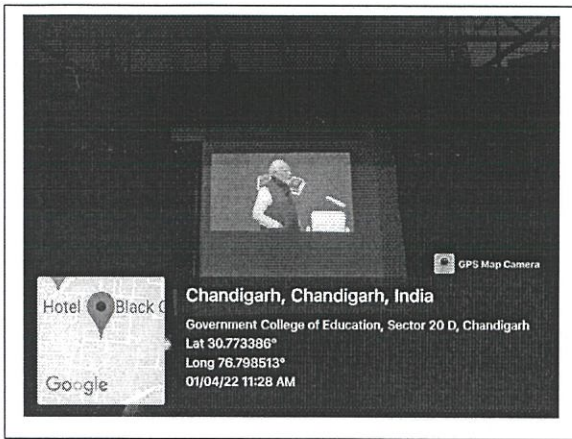 GPS Map Camera
Hotel
Black
Google
Chandigarh, Chandigarh, India
Government College of Education, Sector 20 D, Chandigarh
Lat 30.773386°
Long 76.798513°
01/04/22 11:28 AM